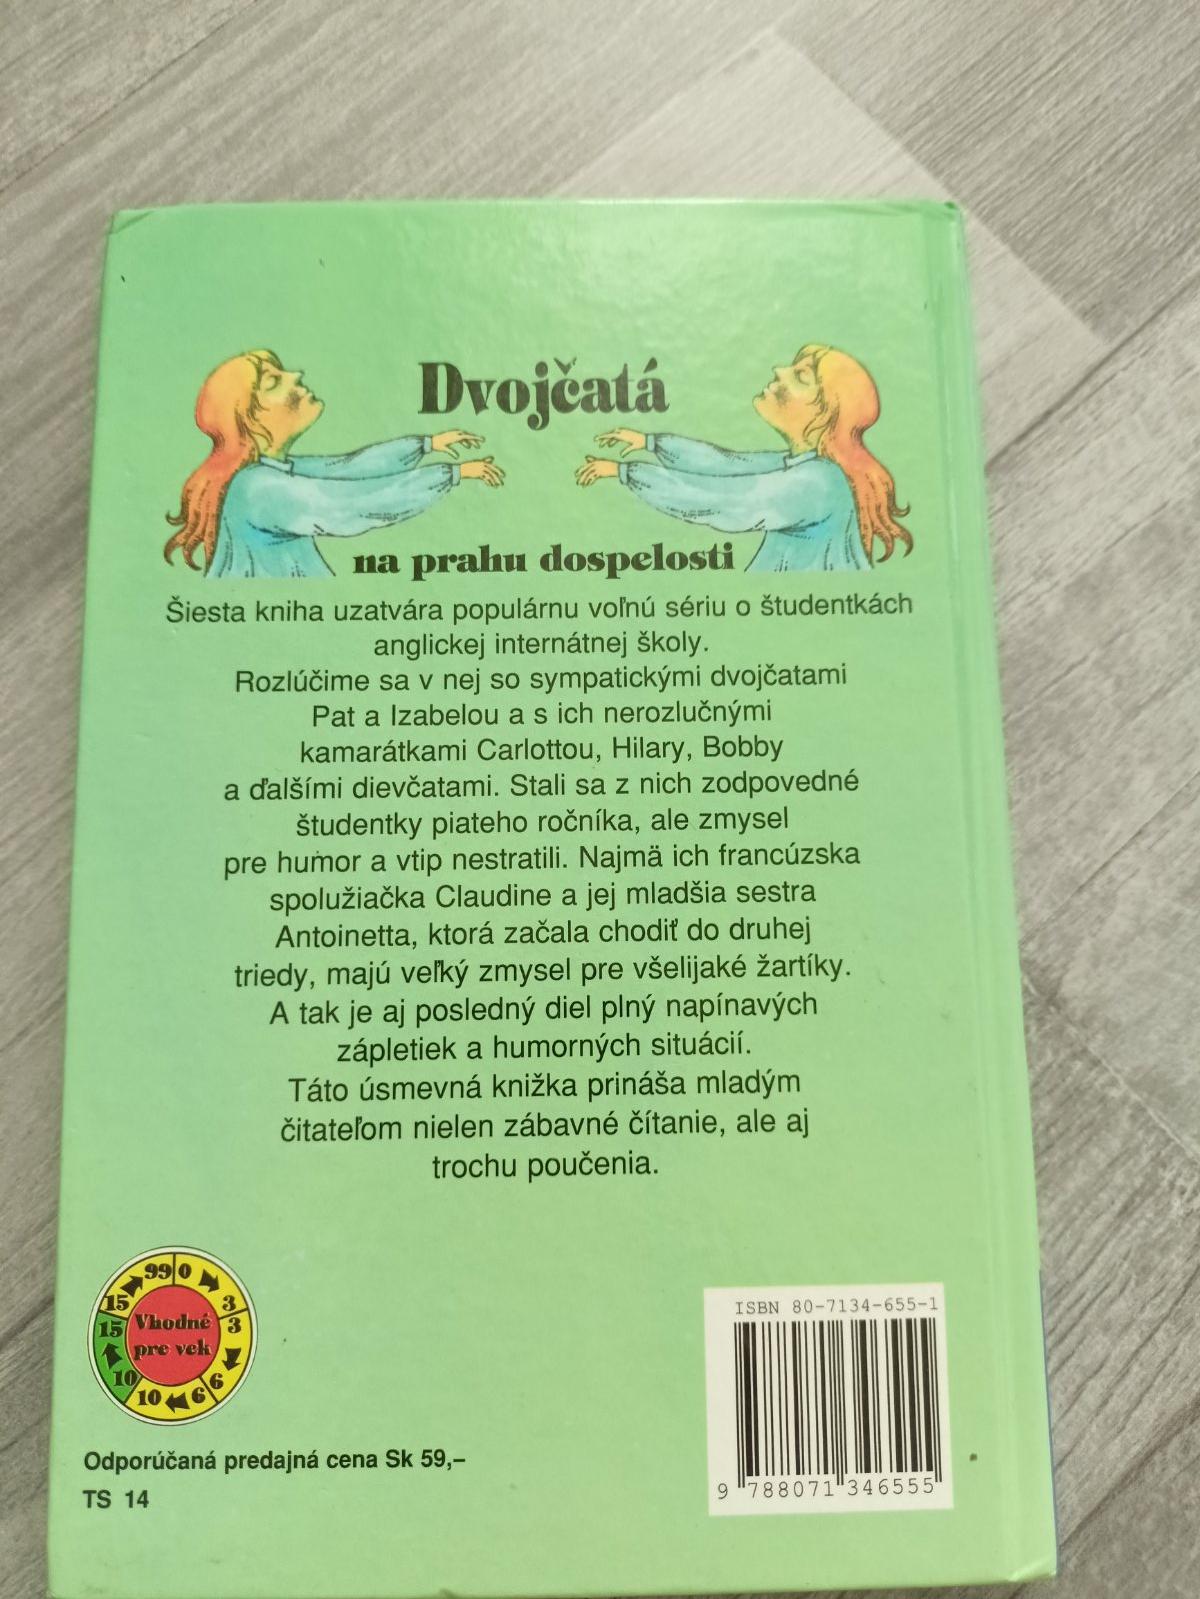 Dvojčatá
na prahu dospelosti
Šiesta kniha uzatvára populárnu voľnú sériu o študentkách
anglickej internátnej školy.
Rozlúčime sa v nej so sympatickými dvojčatami
Pat a Izabelou a s ich nerozlučnými
kamarátkami Carlottou, Hilary, Bobby
a ďalšími dievčatami. Stali sa z nich zodpovedné
študentky piateho ročníka, ale zmysel
pre humor a vtip nestratili. Najmä ich francúzska
spolužiačka Claudine a jej mladšia sestra
Antoinetta, ktorá začala chodiť do druhej
triedy, majú veľký zmysel pre všelijaké žartíky.
A tak je aj posledný diel plný napínavých
zápletiek a humorných situácií.
Táto úsmevná knižka prináša mladým
čitateľom nielen zábavné čítanie, ale aj
trochu poučenia.
99 0
15 3
15 3
10 6
10 6
Vhodné
pre vek
Odporúčaná predajná cena Sk 59,–
TS 14
ISBN 80-7134-655-1
9 788071 346555